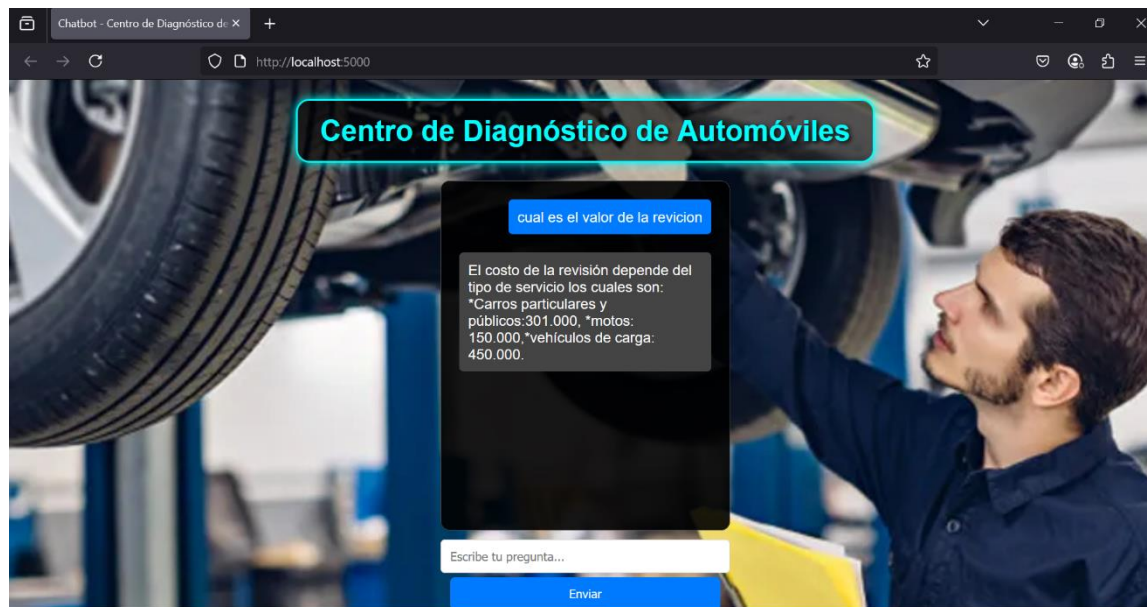 Chatbot - Centro de Diagnóstico de
http://localhost:5000
Centro de Diagnóstico de Automóviles
cual es el valor de la revicion
El costo de la revisión depende del
tipo de servicio los cuales son:
*Carros particulares y
públicos:301.000, *motos:
150.000,*vehículos de carga:
450.000.
Escribe tu pregunta...
Enviar